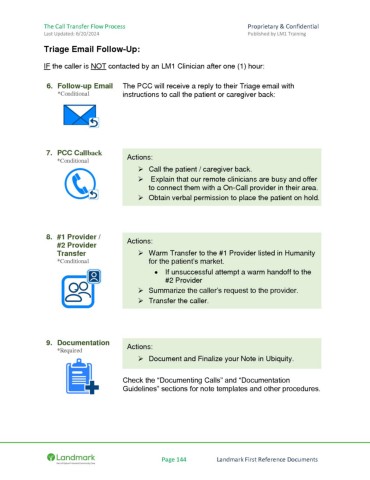 The Call Transfer Flow Process Proprietary & Confidential
Last Updated: 6/20/2024 Published by LM1 Training
Triage Email Follow-Up:
IF the caller is NOT contacted by an LM1 Clinician after one (1) hour:
6. Follow-up Email
*Conditional
The PCC will receive a reply to their Triage email with
instructions to call the patient or caregiver back:
7. PCC Callback
*Conditional
Actions:
➢ Call the patient / caregiver back.
➢ Explain that our remote clinicians are busy and offer
to connect them with a On-Call provider in their area.
➢ Obtain verbal permission to place the patient on hold.
8. #1 Provider /
#2 Provider
Transfer
*Conditional
Actions:
➢ Warm Transfer to the #1 Provider listed in Humanity
for the patient's market.
• If unsuccessful attempt a warm handoff to the
#2 Provider
➢ Summarize the caller's request to the provider.
➢ Transfer the caller.
9. Documentation
*Required
Actions:
➢ Document and Finalize your Note in Ubiquity.
Check the "Documenting Calls" and "Documentation
Guidelines" sections for note templates and other procedures.
Landmark
Page 144 Landmark First Reference Documents